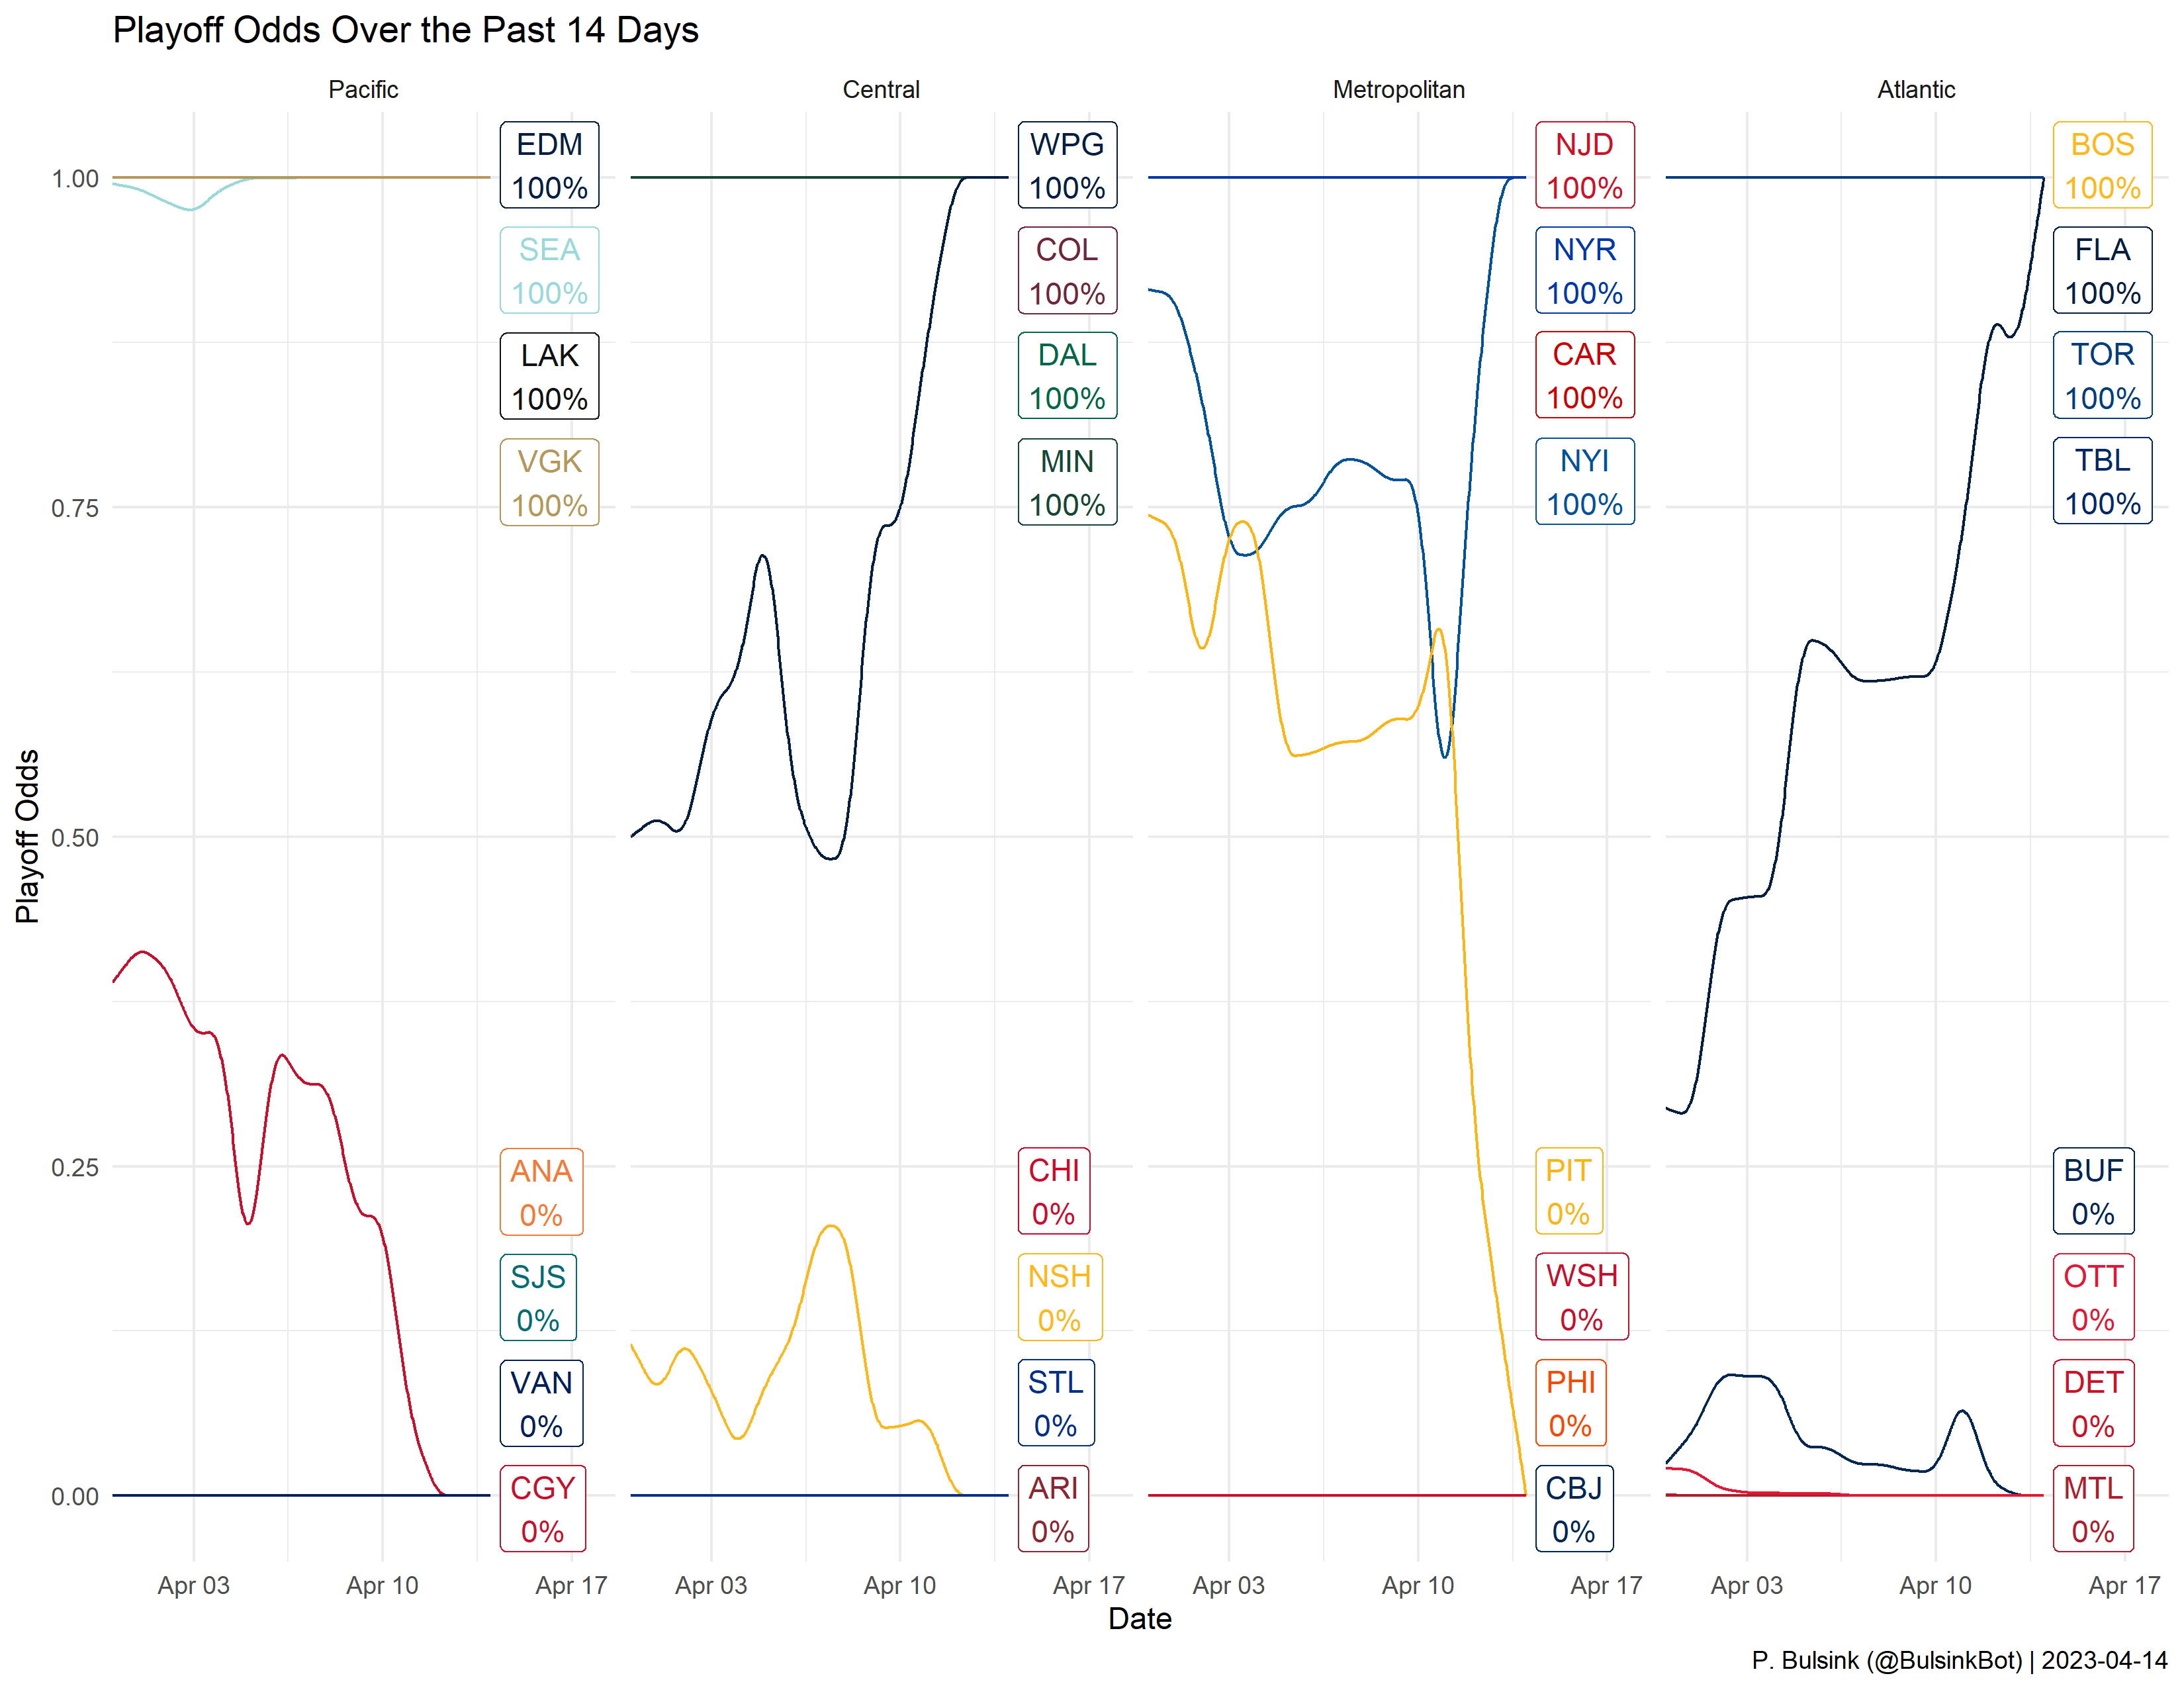 Playoff Odds Over the Past 14 Days
Pacific
Central
Metropolitan
Atlantic
Playoff Odds
1.00
0.75
0.50
0.25
0.00
EDM
100%
SEA
100%
LAK
100%
VGK
100%
ANA
0%
SJS
0%
VAN
0%
CGY
0%
WPG
100%
COL
100%
DAL
100%
MIN
100%
CHI
0%
NSH
0%
STL
0%
ARI
0%
NJD
100%
NYR
100%
CAR
100%
NYI
100%
PIT
0%
WSH
0%
PHI
0%
CBJ
0%
BOS
100%
FLA
100%
TOR
100%
TBL
100%
BUF
0%
OTT
0%
DET
0%
MTL
0%
Apr 03 Apr 10 Apr 17
Apr 03 Apr 10 Apr 17
Apr 03 Apr 10 Apr 17
Apr 03 Apr 10 Apr 17
Date
P. Bulsink (@BulsinkBot) | 2023-04-14